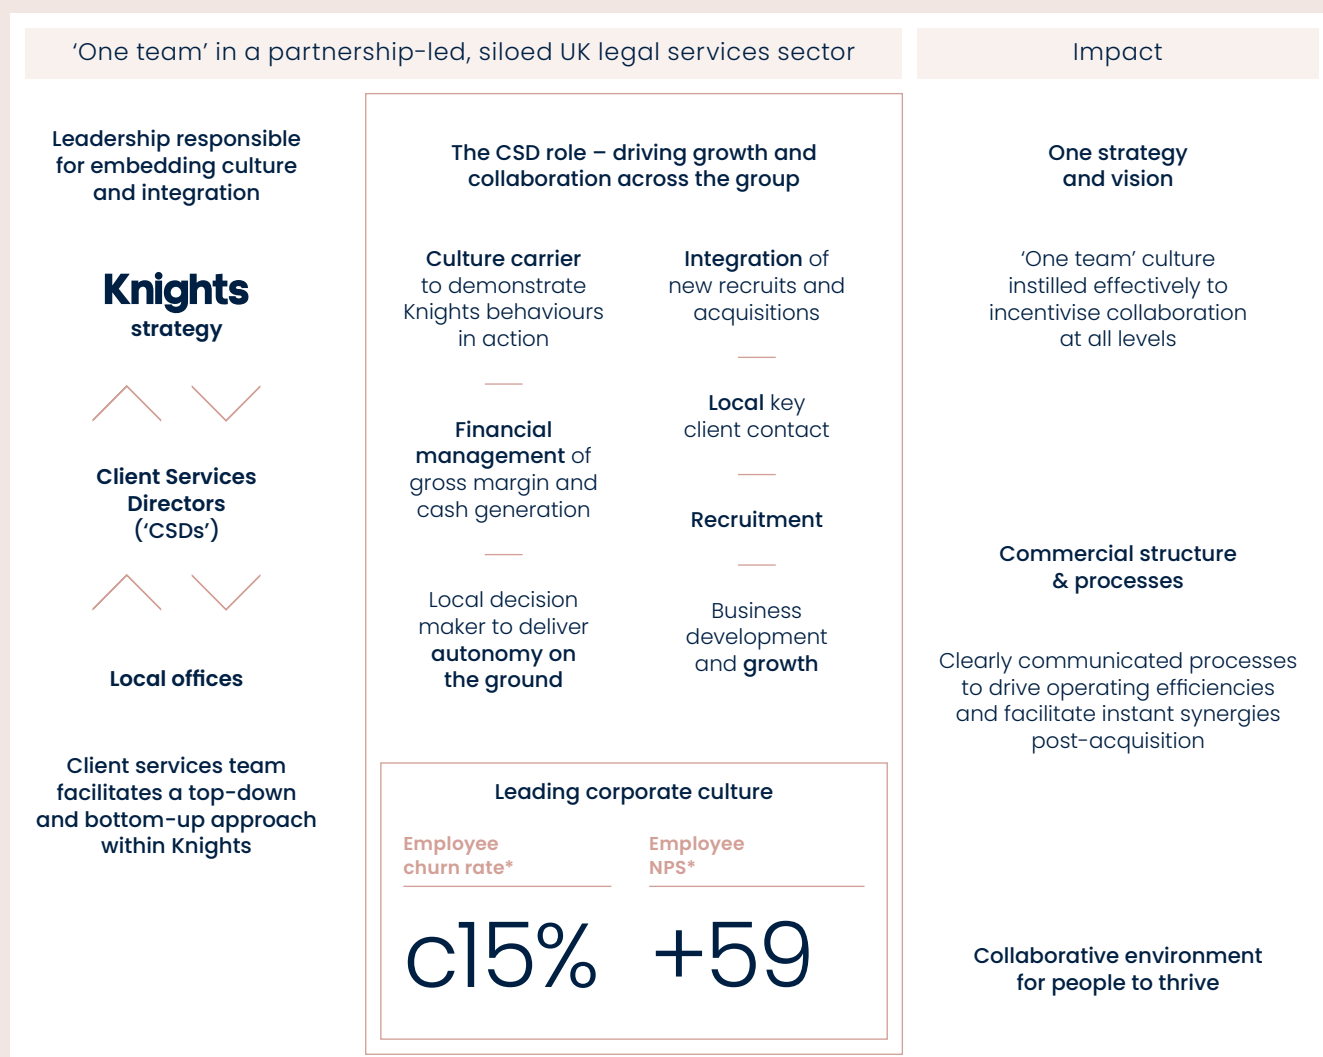 ‘One team’ in a partnership-led, siloed UK legal services sector
Impact
Leadership responsible
for embedding culture
and integration
Knights
strategy
Client Services
Directors
(‘CSDs’)
Local offices
Client services team
facilitates a top-down
and bottom-up approach
within Knights
The CSD role – driving growth and
collaboration across the group
Culture carrier
to demonstrate
Knights behaviours
in action
Financial
management of
gross margin and
cash generation
Local decision
maker to deliver
autonomy on
the ground
Integration of
new recruits and
acquisitions
Local key
client contact
Recruitment
Business
development
and growth
Leading corporate culture
Employee
churn rate*
c15%
Employee
NPS*
+59
One strategy
and vision
‘One team’ culture
instilled effectively to
incentivise collaboration
at all levels
Commercial structure
& processes
Clearly communicated processes
to drive operating efficiencies
and facilitate instant synergies
post-acquisition
Collaborative environment
for people to thrive